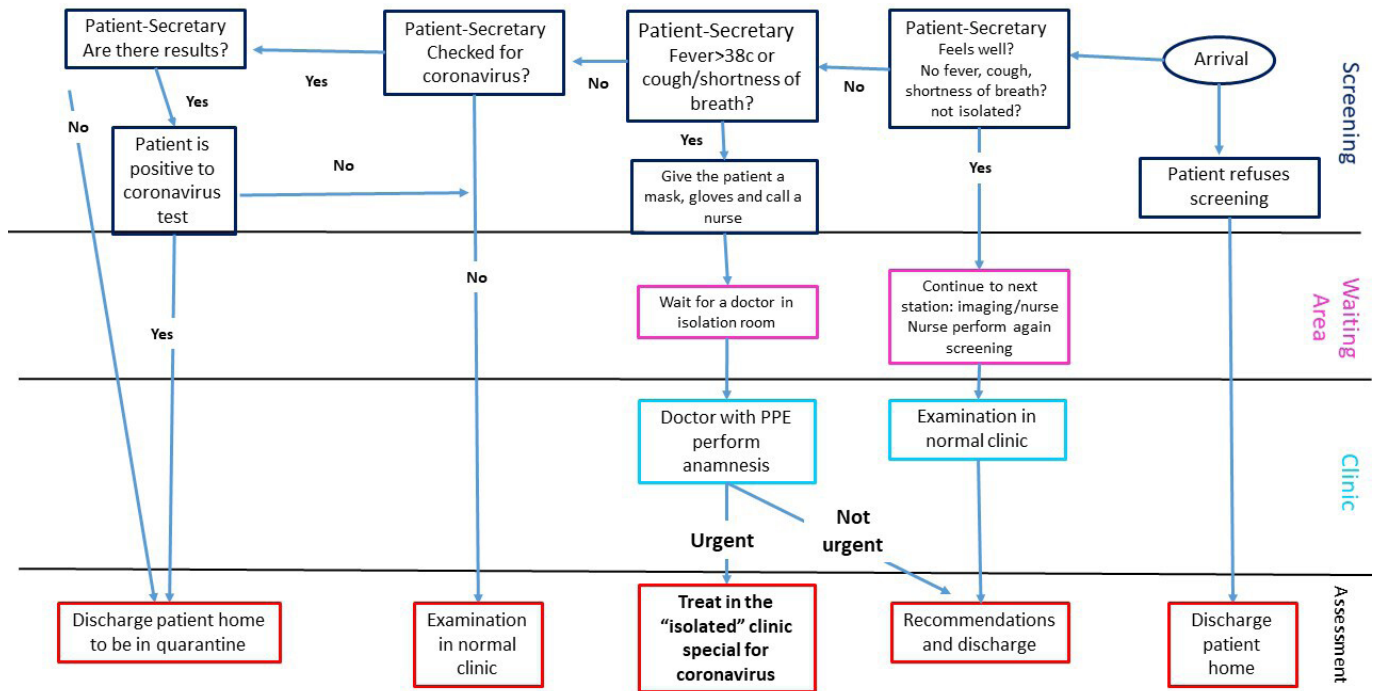 Patient-Secretary
Are there results?
Patient-Secretary
Checked for
coronavirus?
Patient-Secretary
Fever>38c or
cough/shortness of
breath?
Patient-Secretary
Feels well?
No fever, cough,
shortness of breath?
not isolated?
Arrival
Screening
Yes
No
No
Yes
No
Yes
Yes
Patient is
positive to
coronavirus
test
No
Give the patient a
mask, gloves and call a
nurse
Patient refuses
screening
No
Yes
Wait for a doctor in
isolation room
Continue to next
station: imaging/nurse
Nurse perform again
screening
Waiting
Area
Doctor with PPE
perform
anamnesis
Examination in
normal clinic
Clinic
Urgent
Not
urgent
Discharge patient home
to be in quarantine
Examination
in normal
clinic
Treat in the
“isolated” clinic
special for
coronavirus
Recommendations
and discharge
Discharge
patient
home
Assessment